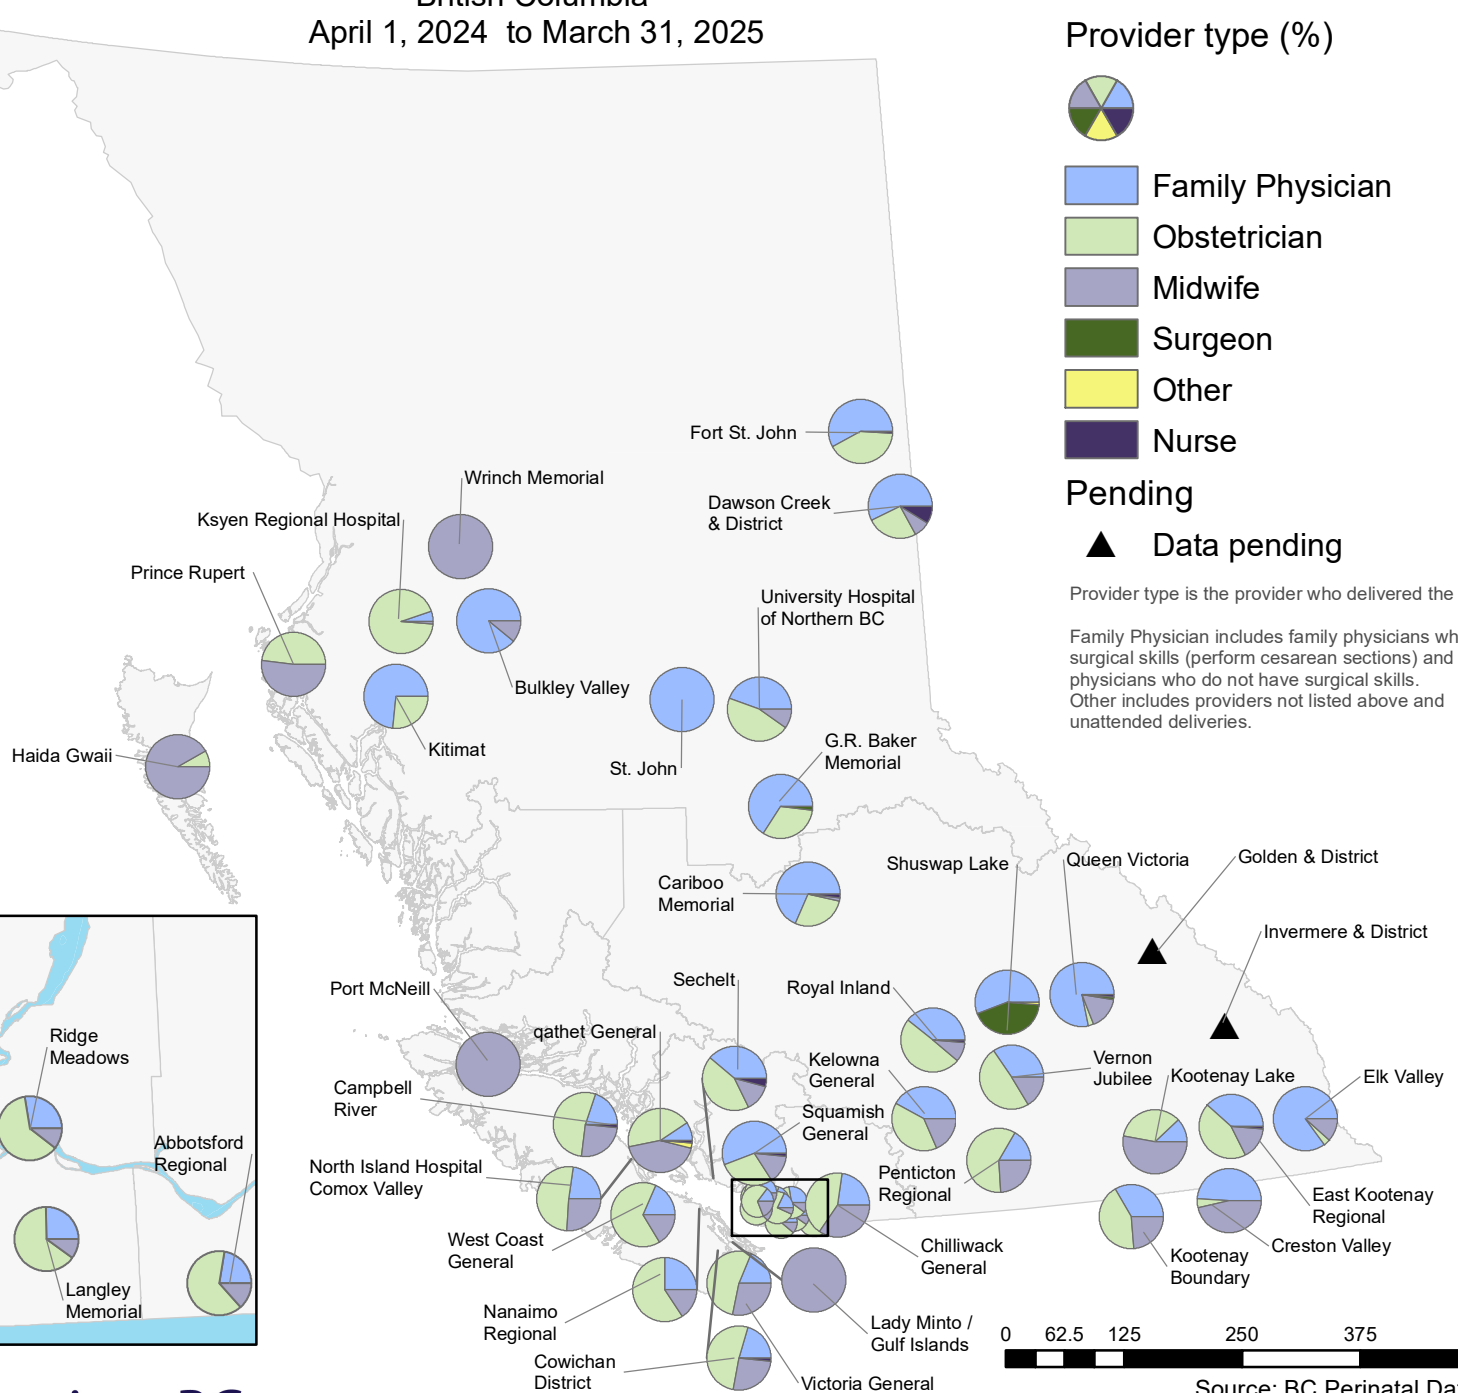 British Columbia
April 1, 2024 to March 31, 2025
Provider type (%)
Family Physician
Obstetrician
Midwife
Surgeon
Other
Nurse
Pending
Data pending
Provider type is the provider who delivered the
Family Physician includes family physicians
surgical skills (perform cesarean sections) and
physicians who do not have surgical skills.
Other includes providers not listed above and
unattended deliveries.
Fort St. John
Wrinch Memorial
Dawson Creek
& District
Ksyen Regional Hospital
Prince Rupert
University Hospital
of Northern BC
Bulkley Valley
Kitimat
Haida Gwaii
St. John
G.R. Baker
Memorial
Shuswap Lake
Queen Victoria
Golden & District
Cariboo
Memorial
Invermere & District
Sechelt
Royal Inland
Port McNeill
qathet General
Ridge
Meadows
Kelowna
General
Vernon
Jubilee
Kootenay Lake
Elk Valley
Campbell
River
Squamish
General
Abbotsford
Regional
North Island Hospital
Comox Valley
Penticton
Regional
East Kootenay
Regional
West Coast
General
Chilliwack
General
Creston Valley
Kootenay
Boundary
Langley
Memorial
Nanaimo
Regional
Lady Minto /
Gulf Islands
Cowichan
District
Victoria General
0 62.5 125 250 375
Source: BC Perinatal